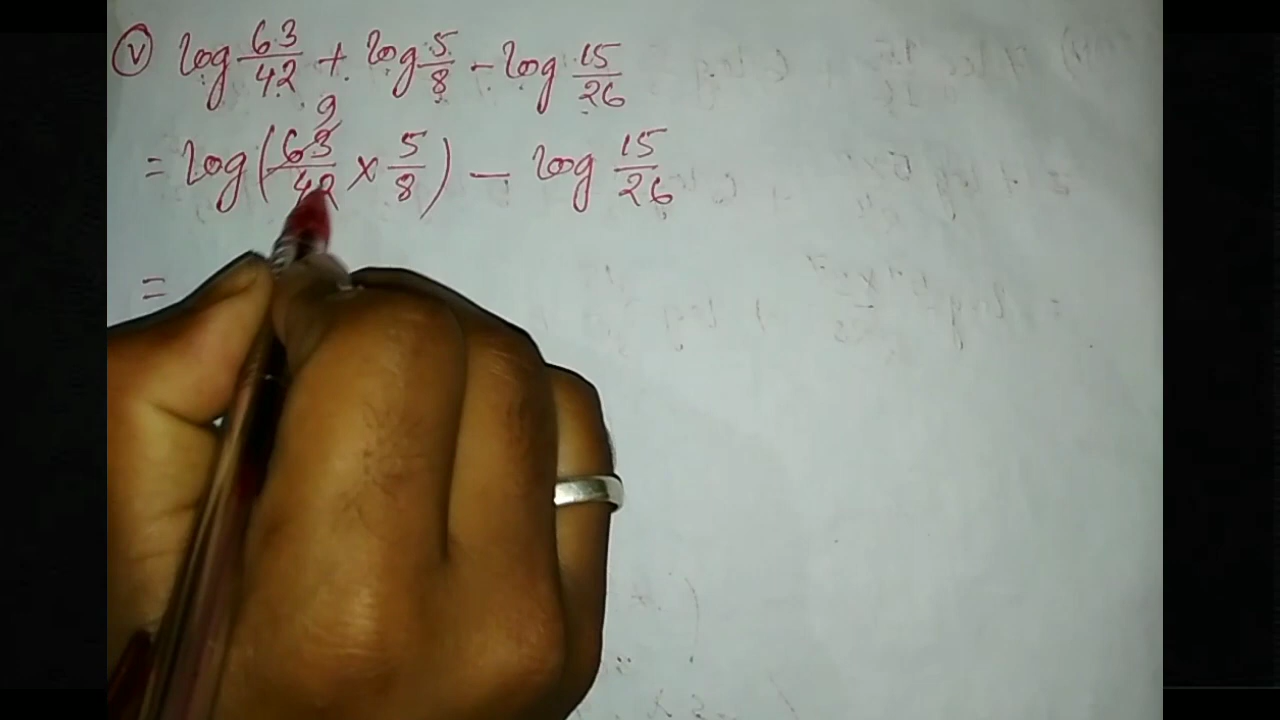 (v) log 63/42 + log 5/8 - log 15/26
9
= log (63/42 × 5/8) - log 15/26
=